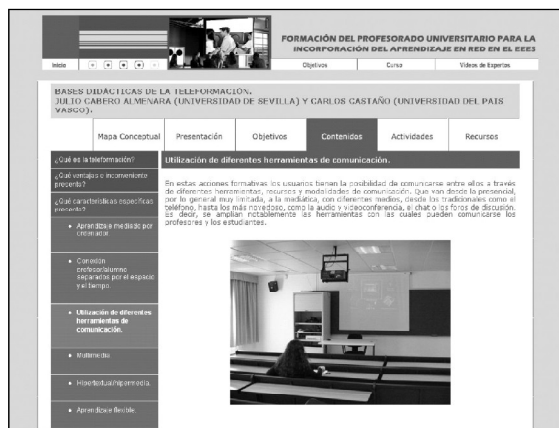 FORMACIÓN DEL PROFESORADO UNIVERSITARIO PARA LA
INCORPORACIÓN DEL APRENDIZAJE EN RED EN EL EEES
Inicio
Objetivos
Curso
Videos de Expertos
BASES DIDÁCTICAS DE LA TELEFORMACIÓN.
JULIO CABERO ALMENARA (UNIVERSIDAD DE SEVILLA) Y CARLOS CASTAÑO (UNIVERSIDAD DEL PAIS
VASCO).
Mapa Conceptual
Presentación
Objetivos
Contenidos
Actividades
Recursos
¿Qué es la teleformación?
¿Qué ventajas e inconveniente
presenta?
¿Qué características específicas
presenta?
• Aprendizaje mediado por
ordenador.
• Conexión
profesor/alumno
separados por el espacio
y el tiempo.
• Utilización de diferentes
herramientas de
comunicación.
• Multimedia
• Hipertextual/hipermedia.
• Aprendizaje flexible.
Utilización de diferentes herramientas de comunicación.
En estas acciones formativas los usuarios tienen la posibilidad de comunicarse entre ellos a través
de diferentes herramientas, recursos y modalidades de comunicación. Que van desde la presencial,
por lo general muy limitada, a la mediática, con diferentes medios, desde los tradicionales como el
teléfono, hasta los más novedoso, como la audio y videoconferencia, el chat o los foros de discusión.
Es decir, se amplían notablemente las herramientas con las cuales pueden comunicarse los
profesores y los estudiantes.